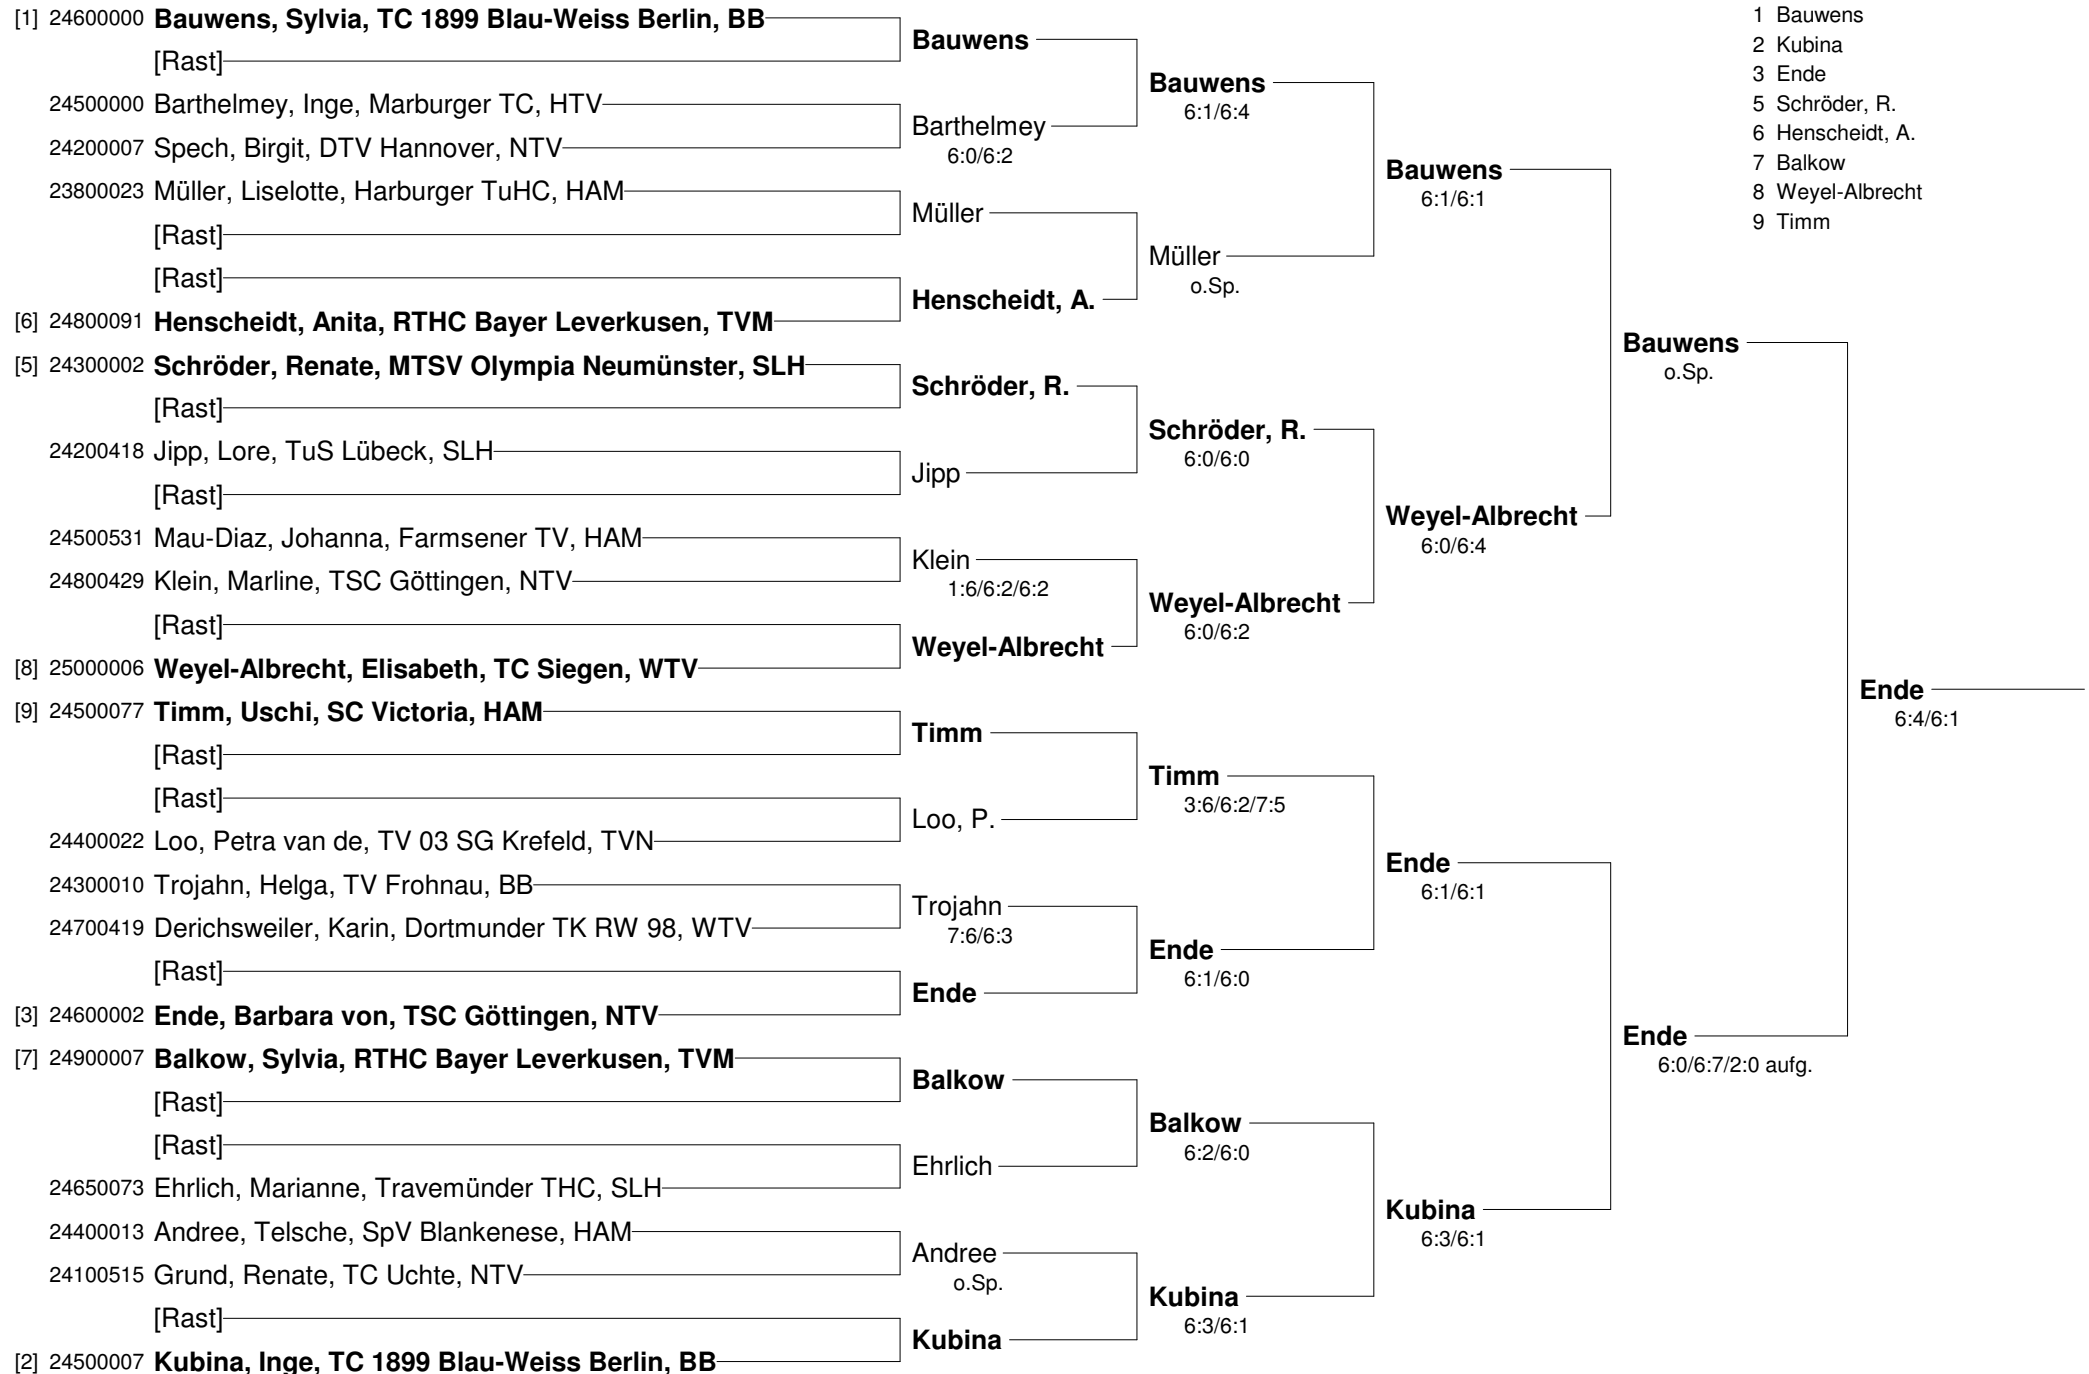 [1] 24600000 Bauwens, Sylvia, TC 1899 Blau-Weiss Berlin, BB
[Rast]
24500000 Barthelmey, Inge, Marburger TC, HTV
24200007 Spech, Birgit, DTV Hannover, NTV
23800023 Müller, Liselotte, Harburger TuHC, HAM
[Rast]
[Rast]
[6] 24800091 Henscheidt, Anita, RTHC Bayer Leverkusen, TVM
[5] 24300002 Schröder, Renate, MTSV Olympia Neumünster, SLH
[Rast]
24200418 Jipp, Lore, TuS Lübeck, SLH
[Rast]
24500531 Mau-Diaz, Johanna, Farmsener TV, HAM
24800429 Klein, Marline, TSC Göttingen, NTV
[Rast]
[8] 25000006 Weyel-Albrecht, Elisabeth, TC Siegen, WTV
[9] 24500077 Timm, Uschi, SC Victoria, HAM
[Rast]
[Rast]
24400022 Loo, Petra van de, TV 03 SG Krefeld, TVN
24300010 Trojahn, Helga, TV Frohnau, BB
24700419 Derichsweiler, Karin, Dortmunder TK RW 98, WTV
[Rast]
[3] 24600002 Ende, Barbara von, TSC Göttingen, NTV
[7] 24900007 Balkow, Sylvia, RTHC Bayer Leverkusen, TVM
[Rast]
[Rast]
24650073 Ehrlich, Marianne, Travemünder THC, SLH
24400013 Andree, Telsche, SpV Blankenese, HAM
24100515 Grund, Renate, TC Uchte, NTV
[Rast]
[2] 24500007 Kubina, Inge, TC 1899 Blau-Weiss Berlin, BB
Bauwens
Barthelmey
6:0/6:2
Müller
Henscheidt, A.
Schröder, R.
Jipp
Klein
1:6/6:2/6:2
Weyel-Albrecht
Timm
Loo, P.
Trojahn
7:6/6:3
Ende
Balkow
Ehrlich
Andree
o.Sp.
Kubina
Bauwens
6:1/6:4
Müller
o.Sp.
Schröder, R.
6:0/6:0
Weyel-Albrecht
6:0/6:2
Timm
3:6/6:2/7:5
Ende
6:1/6:0
Balkow
6:2/6:0
Kubina
6:3/6:1
Bauwens
6:1/6:1
Weyel-Albrecht
6:0/6:4
Ende
6:1/6:1
Kubina
6:3/6:1
Bauwens
o.Sp.
Ende
6:0/6:7/2:0 aufg.
Ende
6:4/6:1
1 Bauwens
2 Kubina
3 Ende
5 Schröder, R.
6 Henscheidt, A.
7 Balkow
8 Weyel-Albrecht
9 Timm